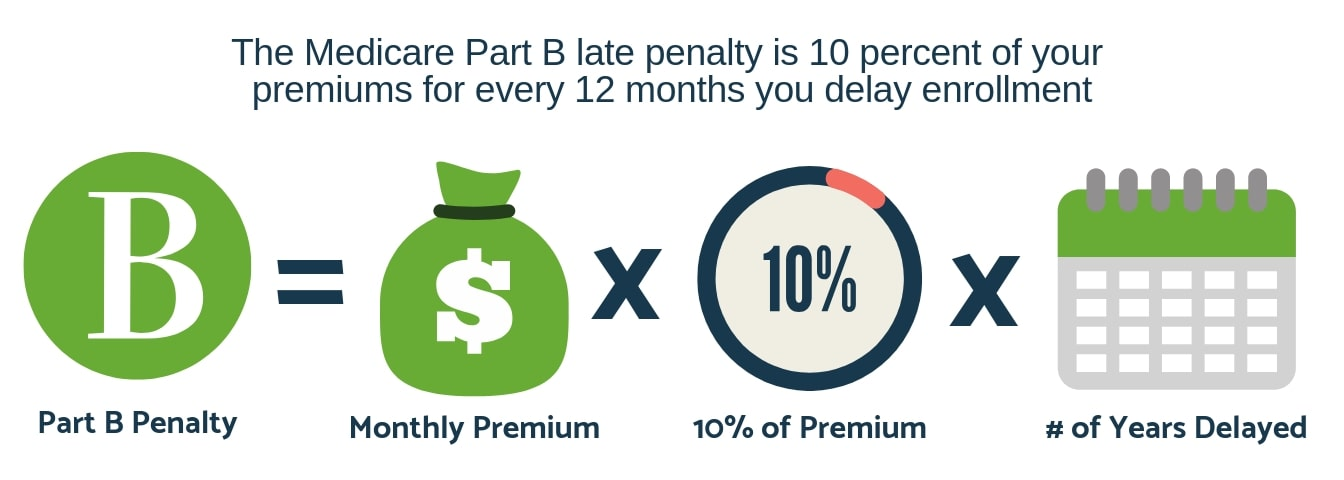 The Medicare Part B late penalty is 10 percent of your
premiums for every 12 months you delay enrollment
B
=
$
x
10%
x
Part B Penalty
Monthly Premium
10% of Premium
# of Years Delayed